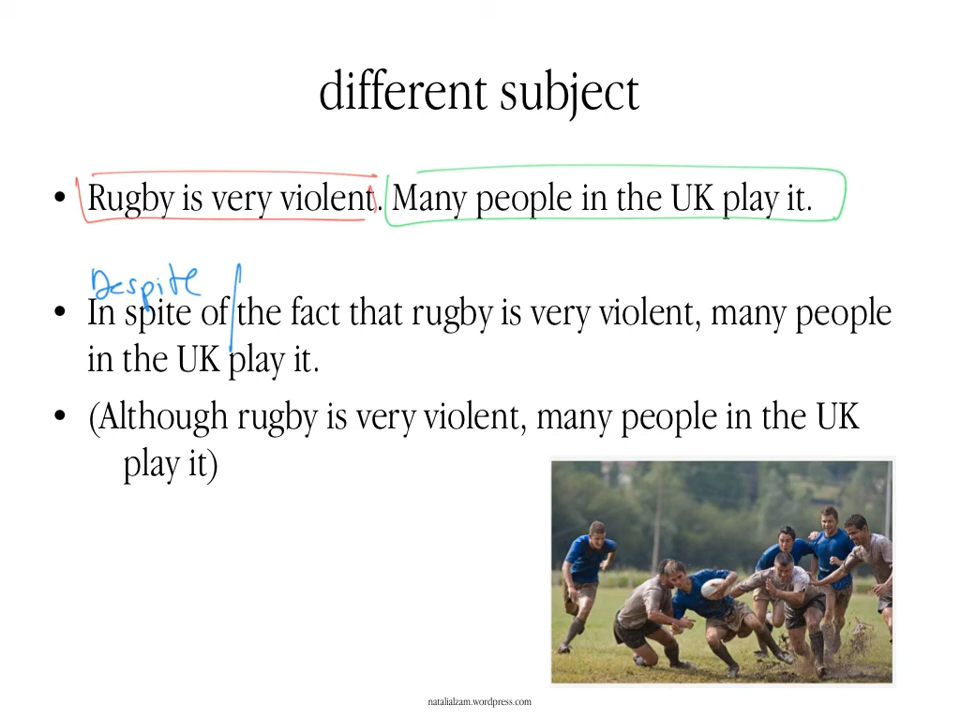 different subject
• Rugby is very violent. Many people in the UK play it.
Despite
• In spite of the fact that rugby is very violent, many people
in the UK play it.
• (Although rugby is very violent, many people in the UK
play it)
natalialzam.wordpress.com